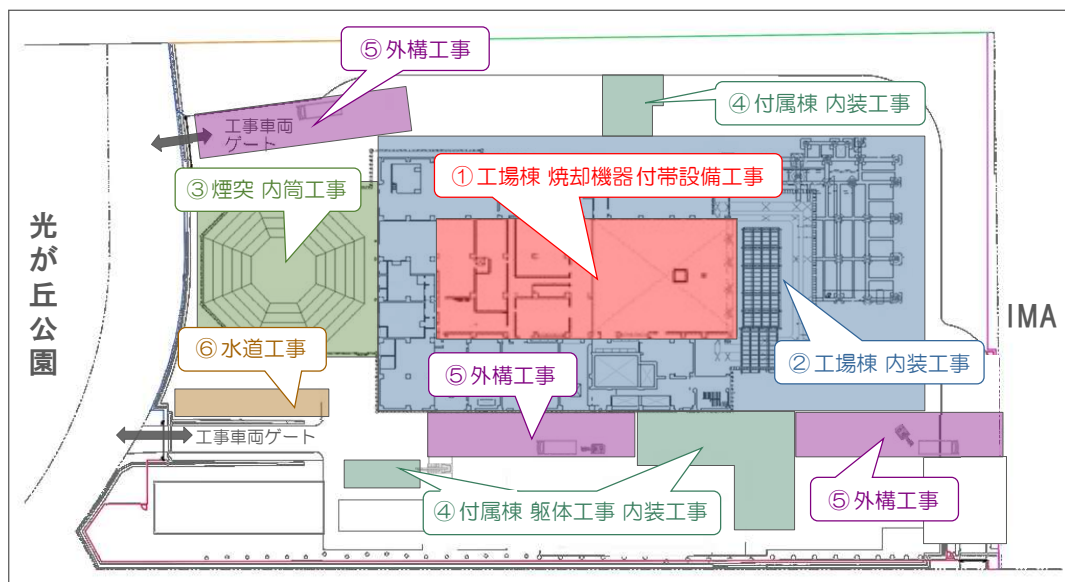 ⑤外構工事
④付属棟 内装工事
工事車両
ゲート
①工場棟 焼却機器付帯設備工事
③煙突 内筒工事
光が丘公園
IMA
⑥水道工事
⑤外構工事
②工場棟 内装工事
工事車両ゲート
④付属棟 躯体工事 内装工事
⑤外構工事